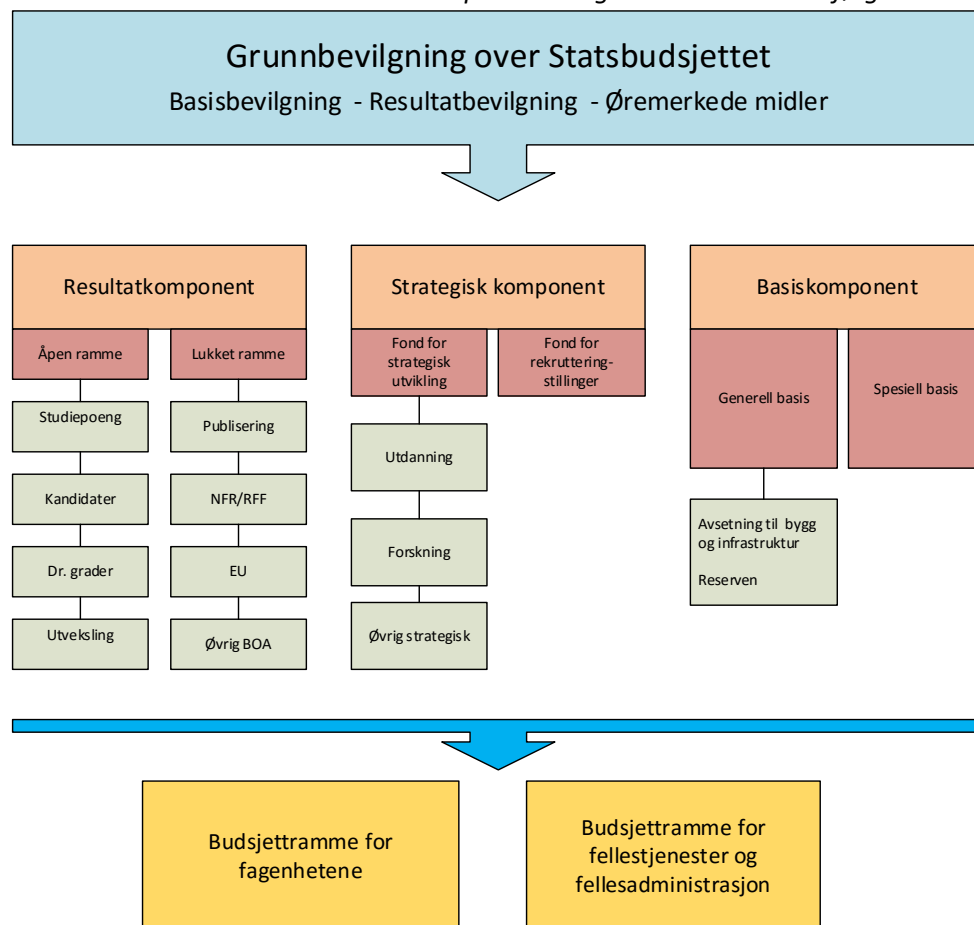 Grunnbevilgning over Statsbudsjettet
Basisbevilgning - Resultatbevilgning - Øremerkede midler
Resultatkomponent
Åpen ramme
Lukket ramme
Studiepoeng
Publisering
Kandidater
NFR/RFF
Dr. grader
EU
Utveksling
Øvrig BOA
Strategisk komponent
Fond for
strategisk
utvikling
Fond for
rekruttering-
stillinger
Utdanning
Forskning
Øvrig strategisk
Basiskomponent
Generell basis
Spesiell basis
Avsetning til bygg
og infrastruktur
Reserven
Budsjettramme for
fagenhetene
Budsjettramme for
fellestjenester og
fellesadministrasjon